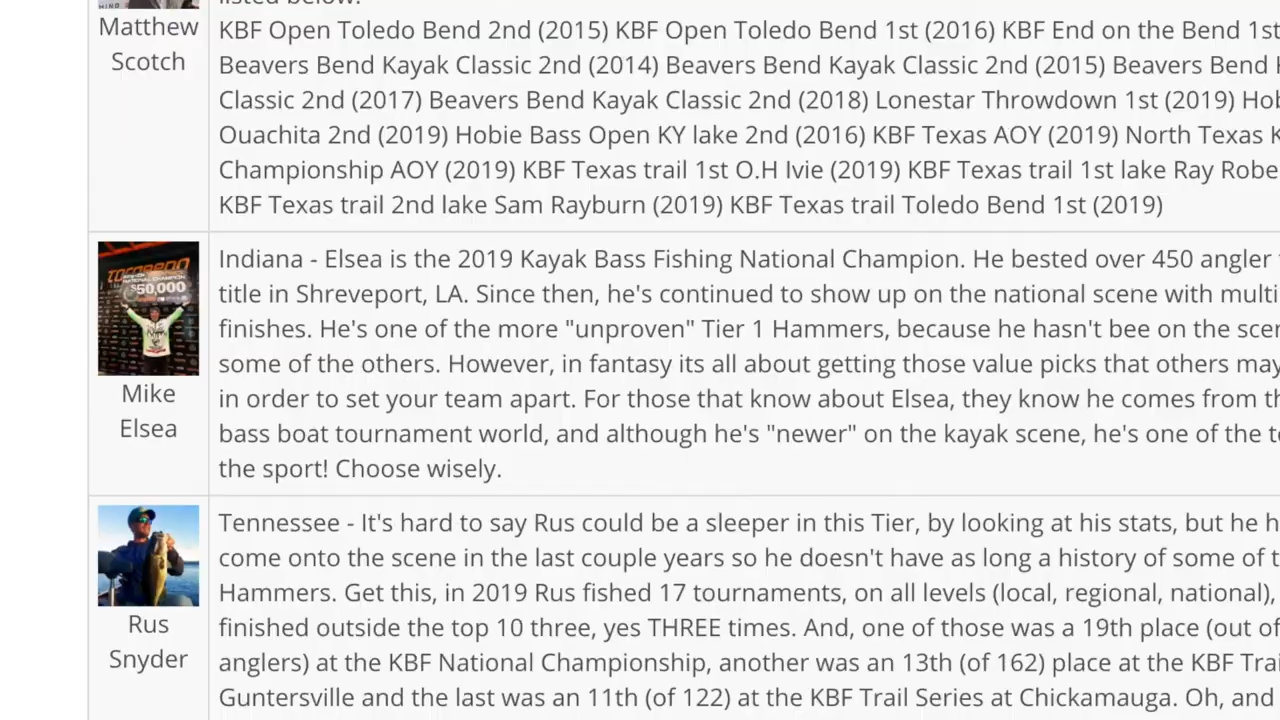 listed below:
Matthew
Scotch
KBF Open Toledo Bend 2nd (2015) KBF Open Toledo Bend 1st (2016) KBF End on the Bend 1st
Beavers Bend Kayak Classic 2nd (2014) Beavers Bend Kayak Classic 2nd (2015) Beavers Bend
Classic 2nd (2017) Beavers Bend Kayak Classic 2nd (2018) Lonestar Throwdown 1st (2019) Hob
Ouachita 2nd (2019) Hobie Bass Open KY lake 2nd (2016) KBF Texas AOY (2019) North Texas K
Championship AOY (2019) KBF Texas trail 1st O.H Ivie (2019) KBF Texas trail 1st lake Ray Robe
KBF Texas trail 2nd lake Sam Rayburn (2019) KBF Texas trail Toledo Bend 1st (2019)
$50,000
Mike
Elsea
Indiana - Elsea is the 2019 Kayak Bass Fishing National Champion. He bested over 450 angler
title in Shreveport, LA. Since then, he's continued to show up on the national scene with multi
finishes. He's one of the more "unproven" Tier 1 Hammers, because he hasn't bee on the scen
some of the others. However, in fantasy its all about getting those value picks that others may
in order to set your team apart. For those that know about Elsea, they know he comes from th
bass boat tournament world, and although he's "newer" on the kayak scene, he's one of the to
the sport! Choose wisely.
Rus
Snyder
Tennessee - It's hard to say Rus could be a sleeper in this Tier, by looking at his stats, but he h
come onto the scene in the last couple years so he doesn't have as long a history of some of t
Hammers. Get this, in 2019 Rus fished 17 tournaments, on all levels (local, regional, national),
finished outside the top 10 three, yes THREE times. And, one of those was a 19th place (out of
anglers) at the KBF National Championship, another was an 13th (of 162) place at the KBF Trai
Guntersville and the last was an 11th (of 122) at the KBF Trail Series at Chickamauga. Oh, and